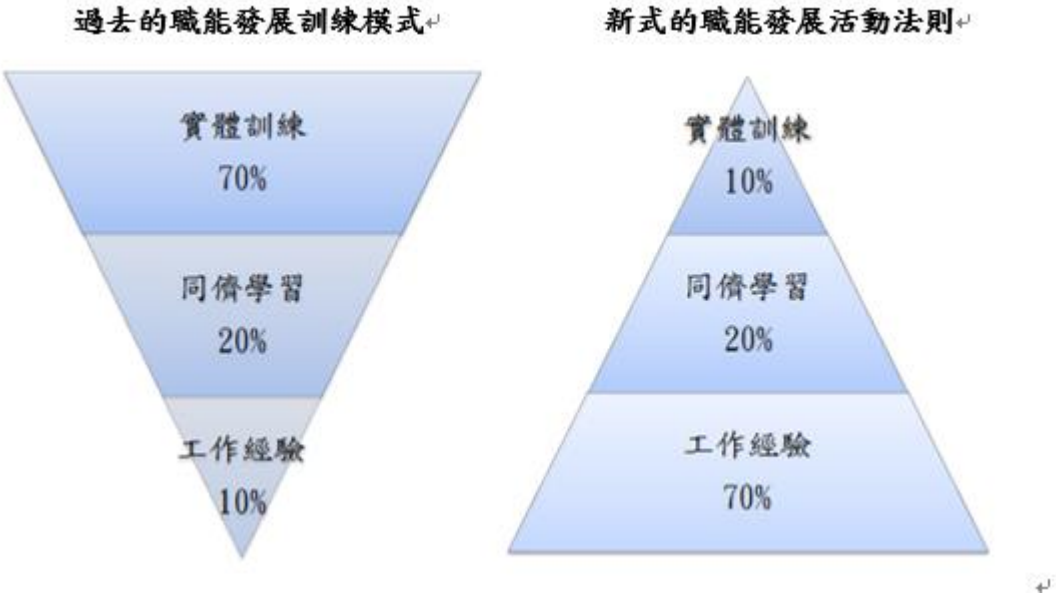 過去的職能發展訓練模式
實體訓練
70%
同儕學習
20%
工作經驗
10%
新式的職能發展活動法則
實體訓練
10%
同儕學習
20%
工作經驗
70%